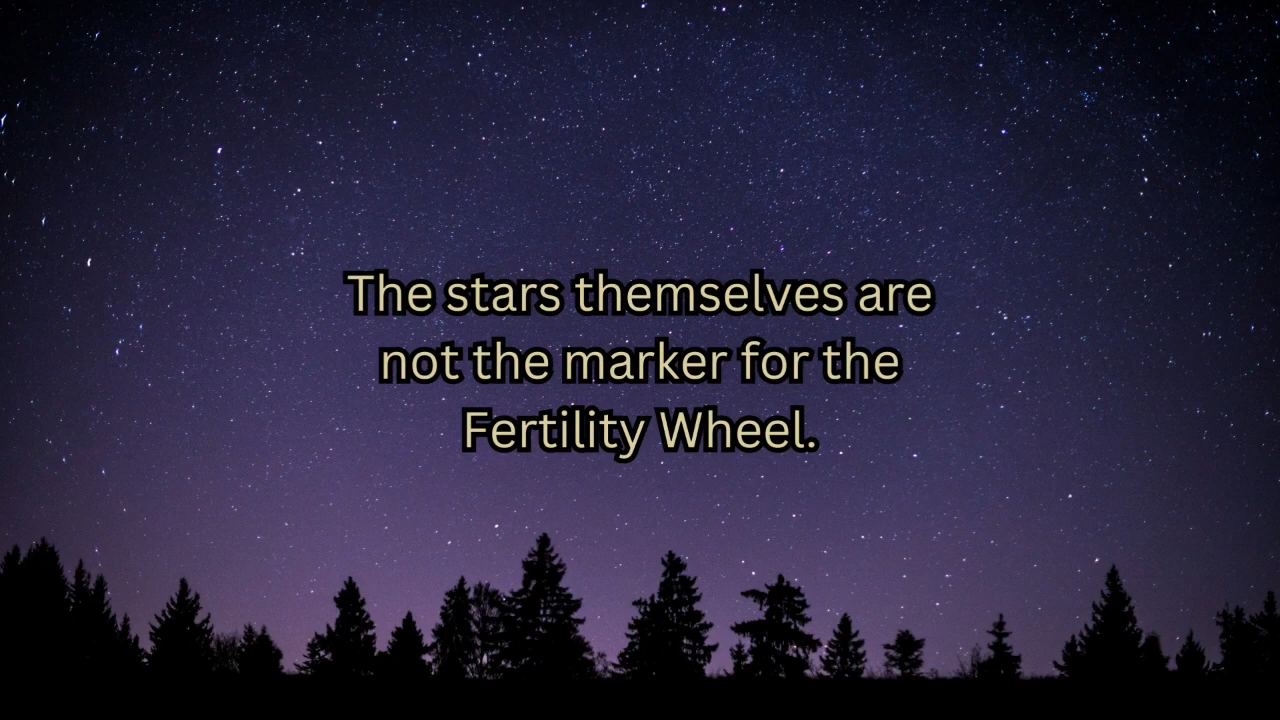 The stars themselves are
not the marker for the
Fertility Wheel.